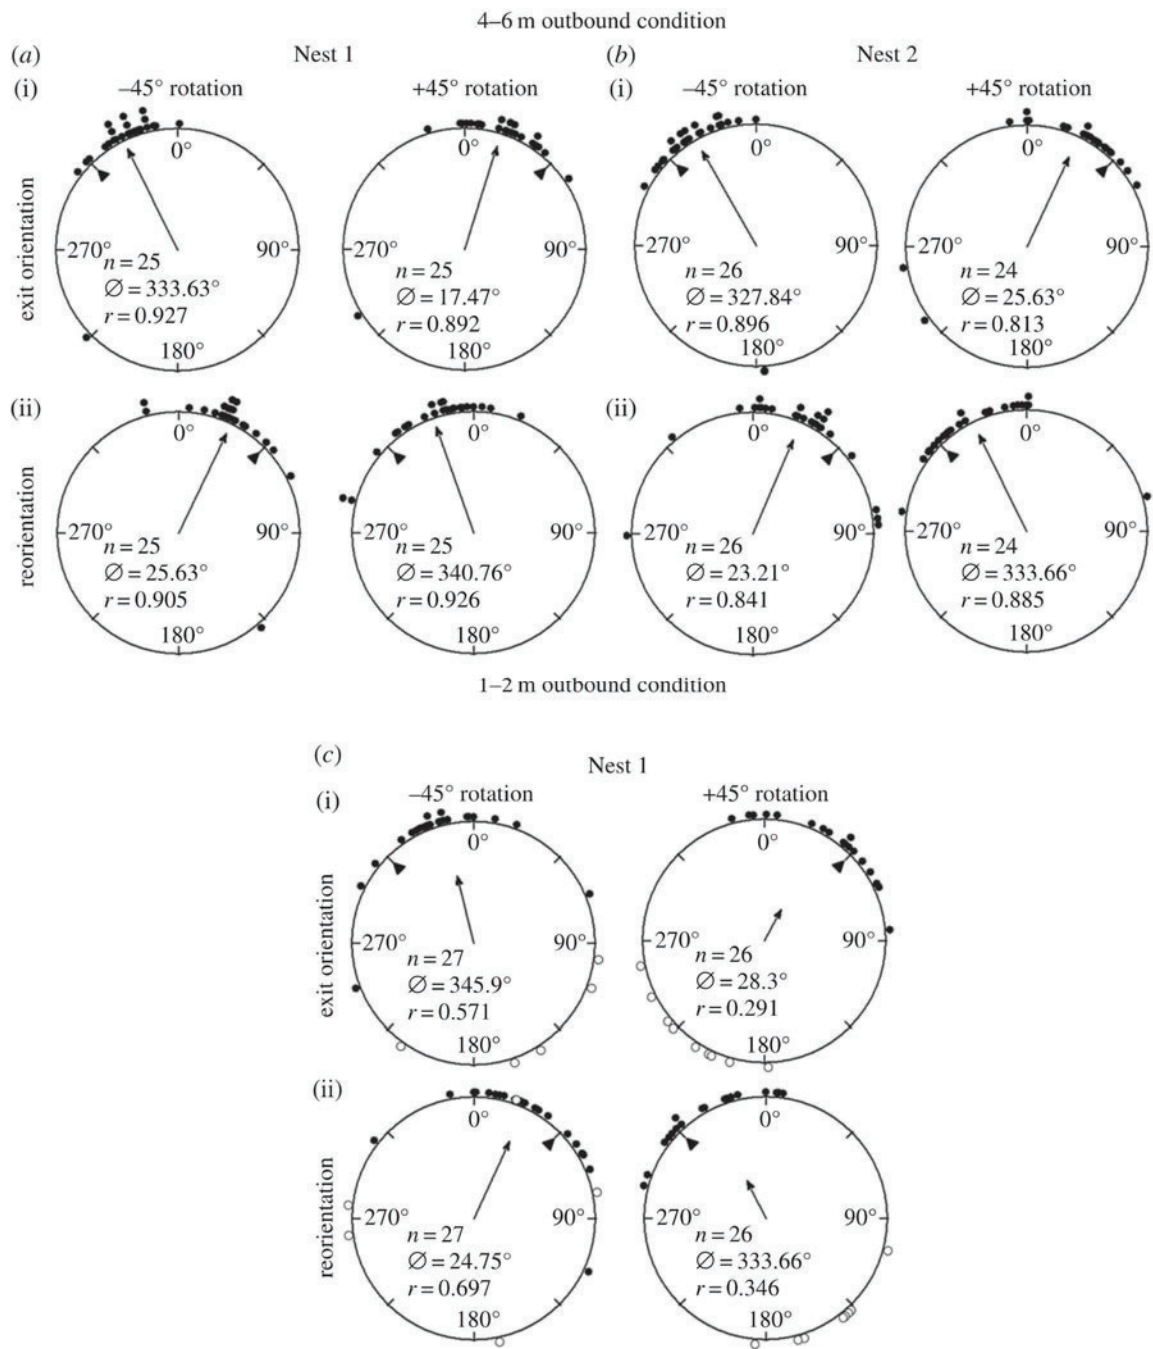 4–6 m outbound condition
(a) Nest 1 (b) Nest 2
(i) –45° rotation +45° rotation (i) –45° rotation +45° rotation
exit orientation
0° 0° 0° 0°
270° 90° 270° 90° 270° 90° 270° 90°
n = 25 n = 25 n = 26 n = 24
∅ = 333.63° ∅ = 17.47° ∅ = 327.84° ∅ = 25.63°
r = 0.927 r = 0.892 r = 0.896 r = 0.813
180° 180° 180° 180°
(ii) (ii)
reorientation
0° 0° 0° 0°
270° 90° 270° 90° 270° 90° 270° 90°
n = 25 n = 25 n = 26 n = 24
∅ = 25.63° ∅ = 340.76° ∅ = 23.21° ∅ = 333.66°
r = 0.905 r = 0.926 r = 0.841 r = 0.885
180° 180° 180° 180°
1–2 m outbound condition
(c) Nest 1
(i) –45° rotation +45° rotation
exit orientation
0° 0°
270° 90° 270° 90°
n = 27 n = 26
∅ = 345.9° ∅ = 28.3°
r = 0.571 r = 0.291
180° 180°
(ii)
reorientation
0° 0°
270° 90° 270° 90°
n = 27 n = 26
∅ = 24.75° ∅ = 333.66°
r = 0.697 r = 0.346
180° 180°